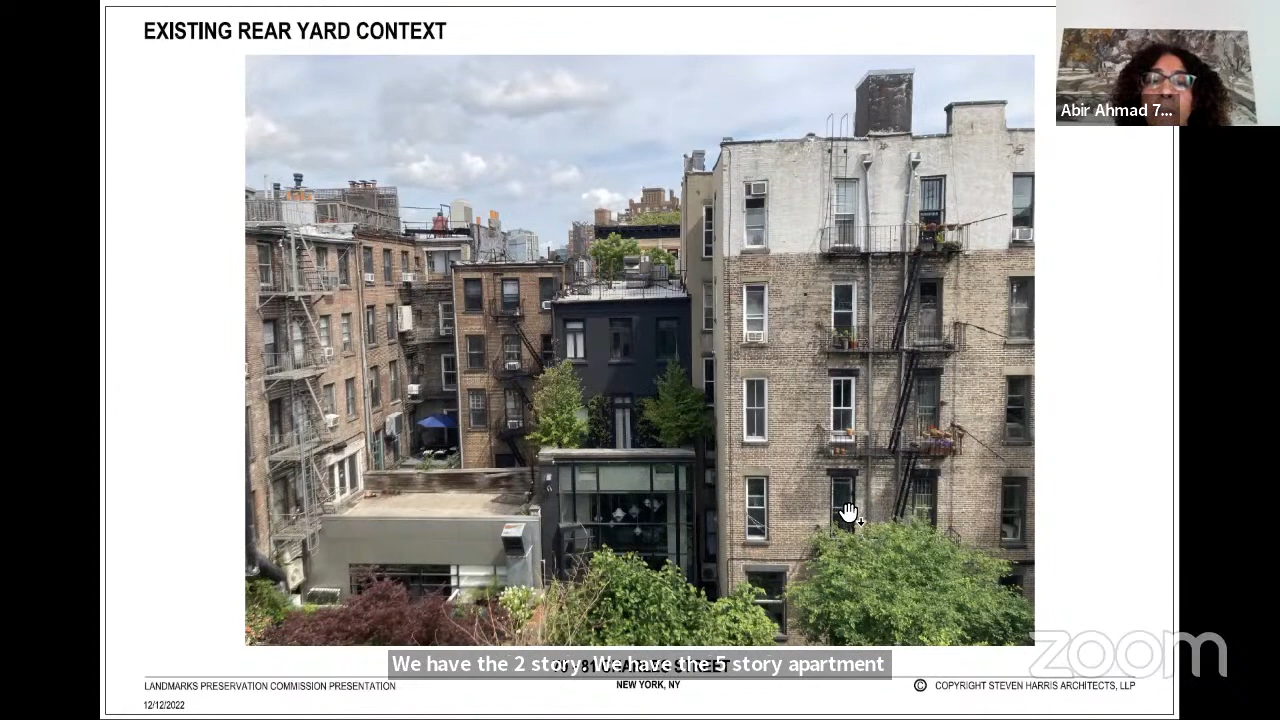 EXISTING REAR YARD CONTEXT
Abir Ahmad 7...
We have the 2 story. We have the 5 story apartment
STREET
NEW YORK, NY
LANDMARKS PRESERVATION COMMISSION PRESENTATION
© COPYRIGHT STEVEN HARRIS ARCHITECTS, LLP
12/12/2022
zoom